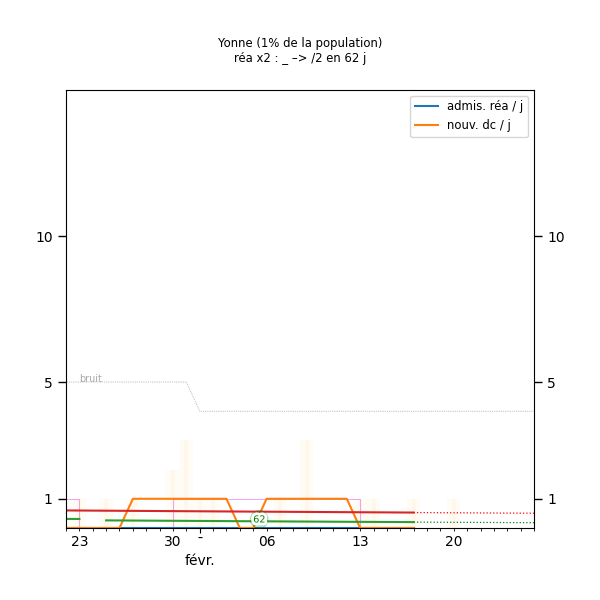 Yonne (1% de la population)
réa x2 : _ –> /2 en 62 j
admis. réa / j
nouv. dc / j
10
10
bruit
5
5
1
1
62
23
30
-
06
13
20
févr.